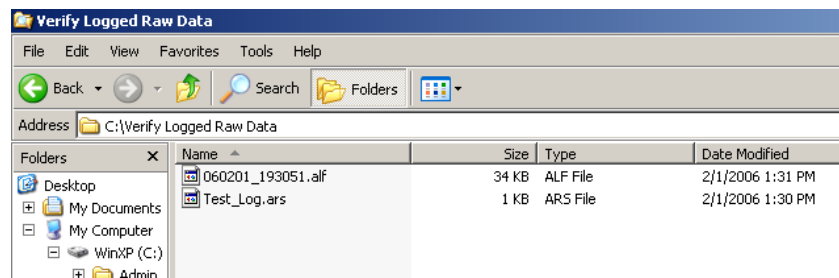 Verify Logged Raw Data
File Edit View Favorites Tools Help
Back Search Folders
Address C:\Verify Logged Raw Data
Folders x Name Size Type Date Modified
060201_193051.alf 34 KB ALF File 2/1/2006 1:31 PM
Test_Log.ars 1 KB ARS File 2/1/2006 1:30 PM
Desktop
My Documents
My Computer
WinXP (C:)
Admin